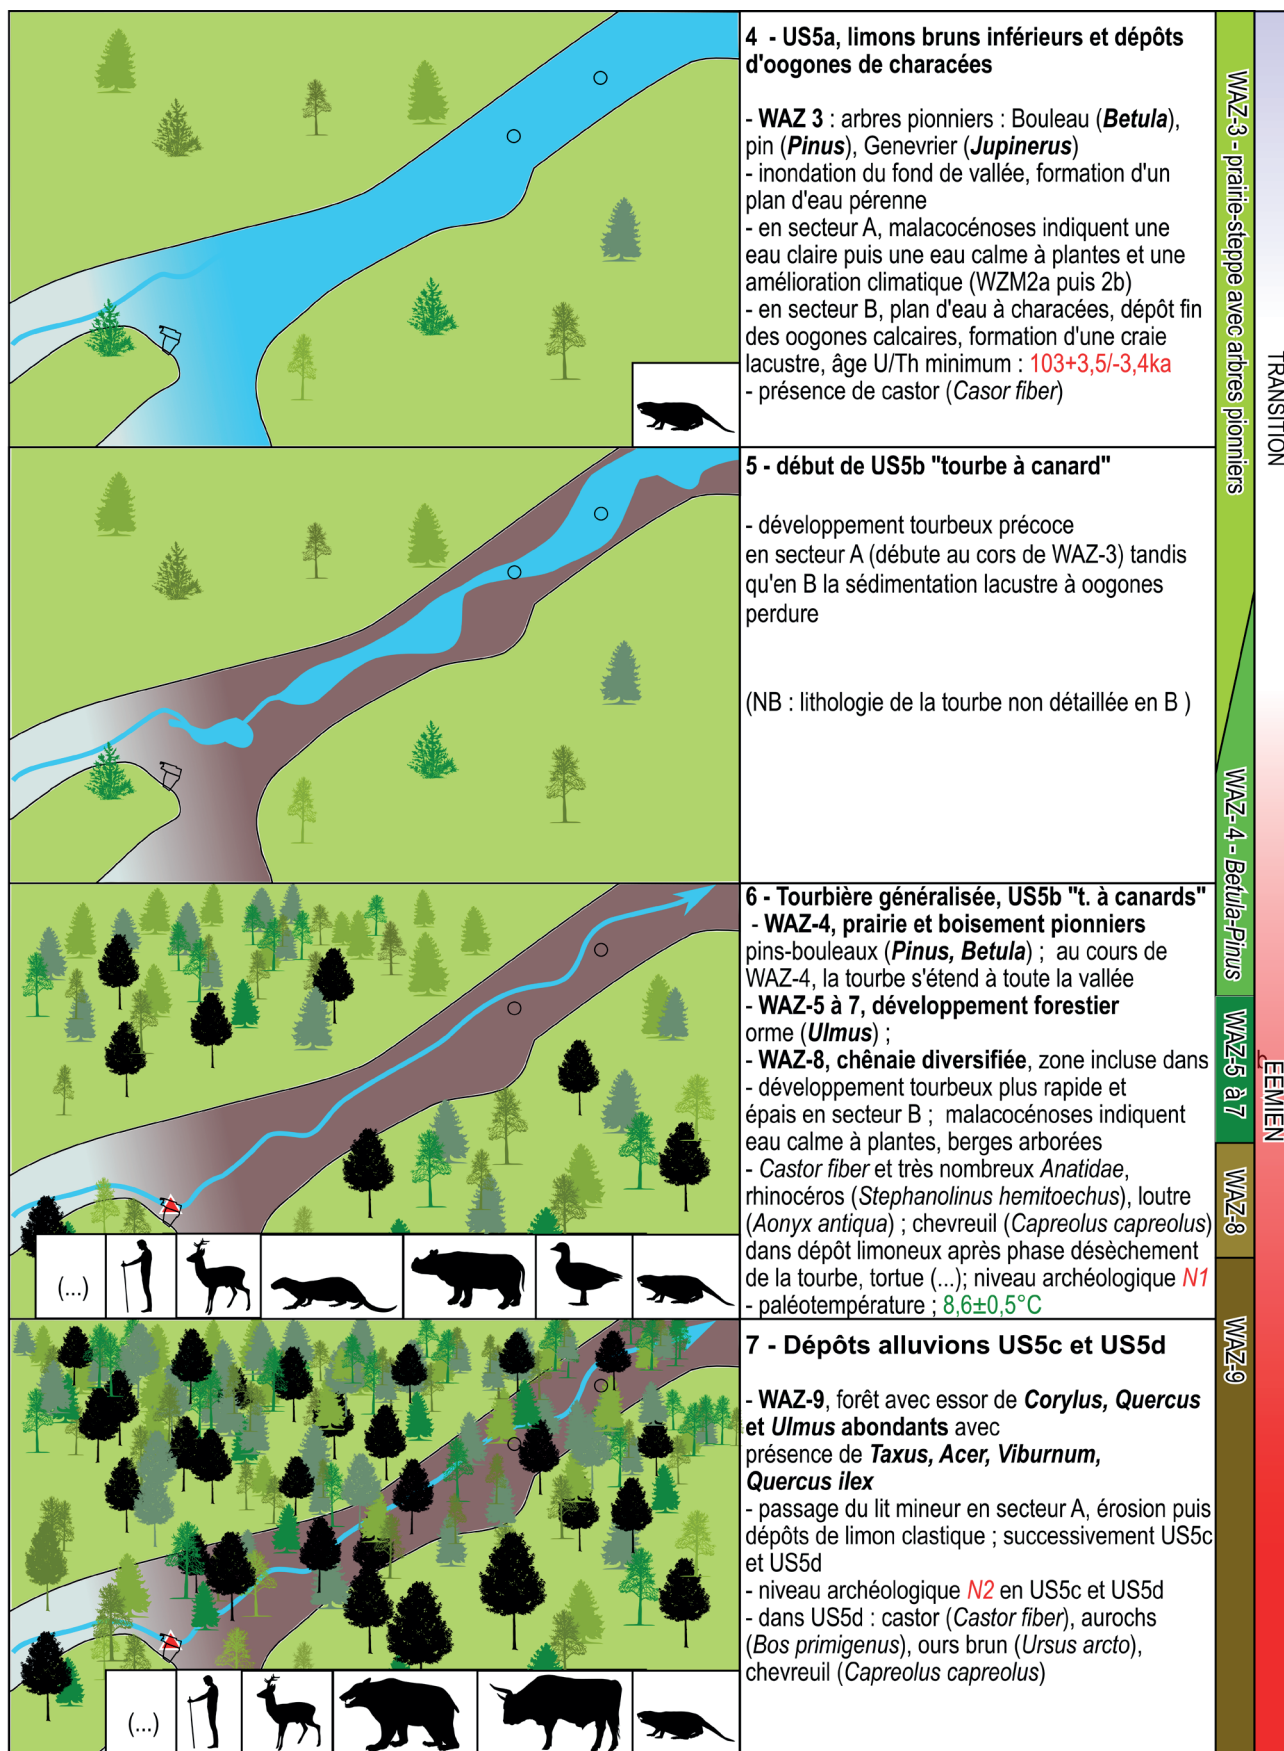 4 - US5a, limons bruns inférieurs et dépôts
d'oogones de characées
- WAZ 3 : arbres pionniers : Bouleau (Betula),
pin (Pinus), Genevrier (Jupinerus)
- inondation du fond de vallée, formation d'un
plan d'eau pérenne
- en secteur A, malacocénoses indiquent une
eau claire puis une eau calme à plantes et une
amélioration climatique (WZM2a puis 2b)
- en secteur B, plan d'eau à characées, dépôt fin
des oogones calcaires, formation d'une craie
lacustre, âge U/Th minimum : 103+3,5/-3,4ka
- présence de castor (Casor fiber)
5 - début de US5b "tourbe à canard"
- développement tourbeux précoce
en secteur A (débute au cors de WAZ-3) tandis
qu'en B la sédimentation lacustre à oogones
perdure
(NB : lithologie de la tourbe non détaillée en B )
6 - Tourbière généralisée, US5b "t. à canards"
- WAZ-4, prairie et boisement pionniers
pins-bouleaux (Pinus, Betula) ; au cours de
WAZ-4, la tourbe s'étend à toute la vallée
- WAZ-5 à 7, développement forestier
orme (Ulmus) ;
- WAZ-8, chênaie diversifiée, zone incluse dans
- développement tourbeux plus rapide et
épais en secteur B ; malacocénoses indiquent
eau calme à plantes, berges arborées
- Castor fiber et très nombreux Anatidae,
rhinocéros (Stephanolinus hemitoechus), loutre
(Aonyx antiqua) ; chevreuil (Capreolus capreolus)
dans dépôt limoneux après phase désèchement
de la tourbe, tortue (...); niveau archéologique N1
- paléotempérature ; 8,6±0,5°C
(...)
7 - Dépôts alluvions US5c et US5d
- WAZ-9, forêt avec essor de Corylus, Quercus
et Ulmus abondants avec
présence de Taxus, Acer, Viburnum,
Quercus ilex
- passage du lit mineur en secteur A, érosion puis
dépôts de limon clastique ; successivement US5c
et US5d
- niveau archéologique N2 en US5c et US5d
- dans US5d : castor (Castor fiber), aurochs
(Bos primigenus), ours brun (Ursus arcto),
chevreuil (Capreolus capreolus)
(...)
WAZ-3 - prairie-steppe avec arbres pionniers
WAZ- 4 - Betula-Pinus
WAZ-5 à 7
WAZ-8
WAZ-9
TRANSITION
EEMIEN